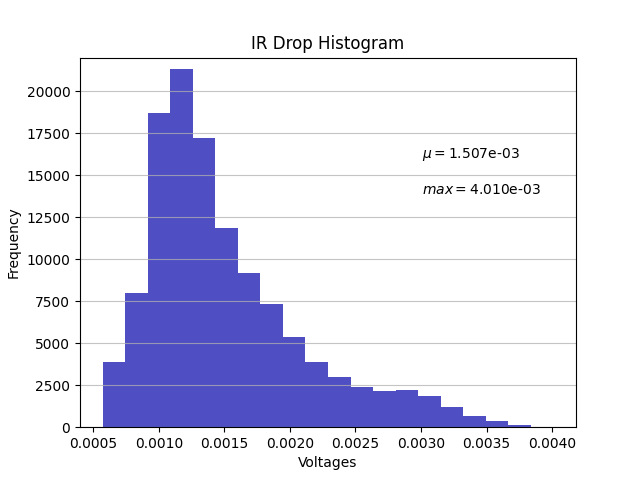 IR Drop Histogram
20000
17500
15000
12500
10000
7500
5000
2500
0
Frequency
μ = 1.507e-03
max = 4.010e-03
0.0005 0.0010 0.0015 0.0020 0.0025 0.0030 0.0035 0.0040
Voltages